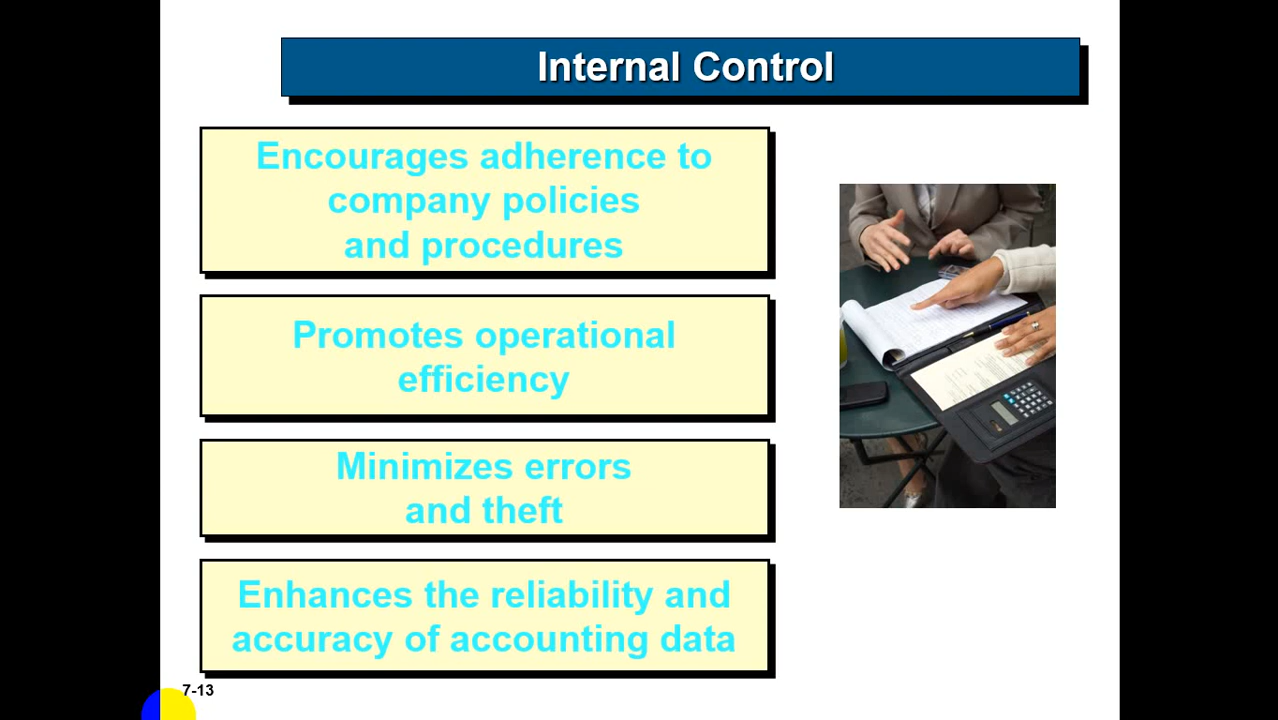 Internal Control
Encourages adherence to
company policies
and procedures
Promotes operational
efficiency
Minimizes errors
and theft
Enhances the reliability and
accuracy of accounting data
7-13